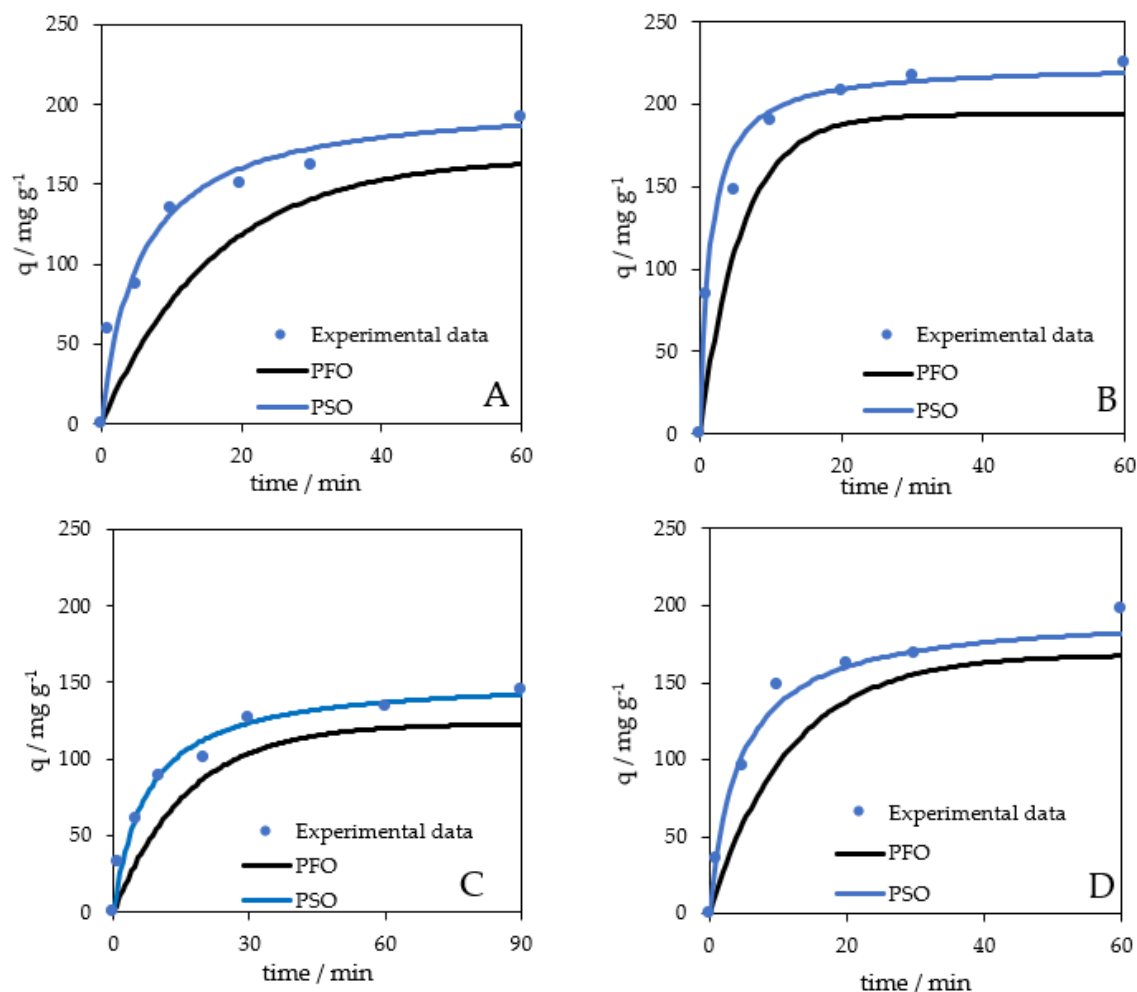 250
200
150
100
50
0
q / mg g-1
0 20 40 60
time / min
Experimental data
PFO
PSO
A
250
200
150
100
50
0
q / mg g-1
0 20 40 60
time / min
Experimental data
PFO
PSO
B
250
200
150
100
50
0
q / mg g-1
0 30 60 90
time / min
Experimental data
PFO
PSO
C
250
200
150
100
50
0
q / mg g-1
0 20 40 60
time / min
Experimental data
PFO
PSO
D